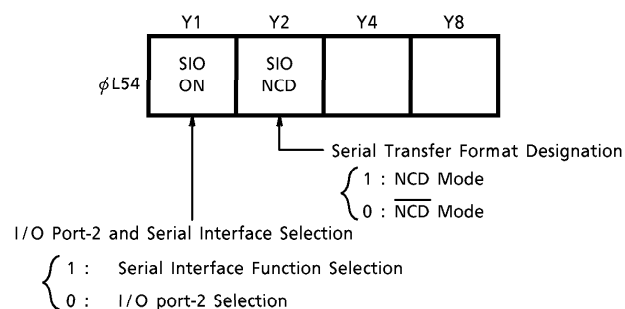 Y1 Y2 Y4 Y8
SIO SIO
φL54 ON NCD
Serial Transfer Format Designation
1 : NCD Mode
0 : N̅C̅D̅ Mode
I/O Port-2 and Serial Interface Selection
1 : Serial Interface Function Selection
0 : I/O port-2 Selection